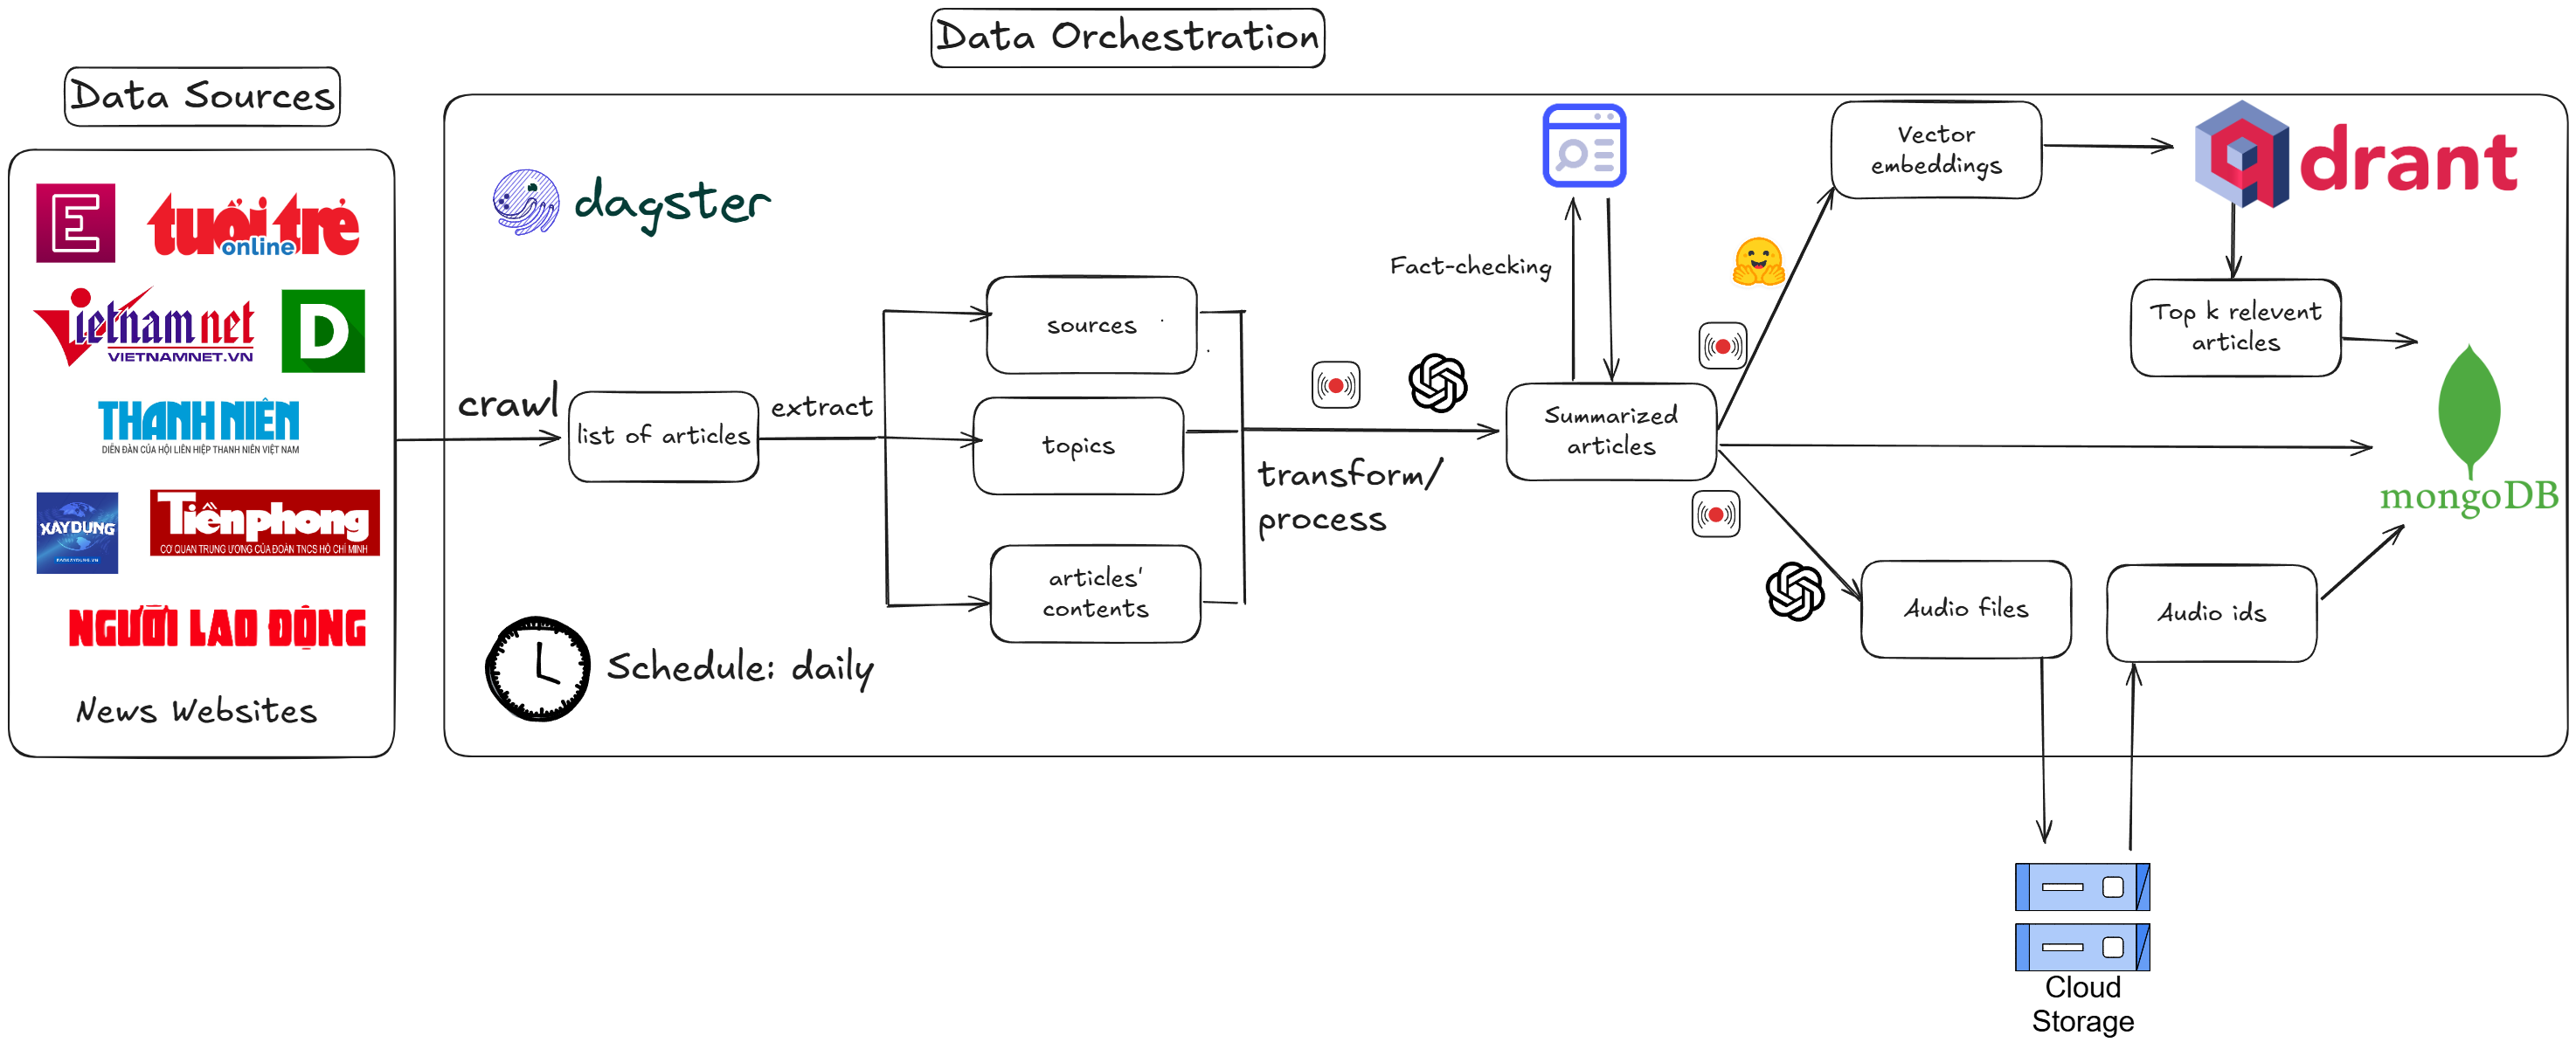 Data Orchestration
Data Sources
E
tuổi trẻ
online
Vietnamnet
VIETNAMNET.VN
D
THANH NIÊN
DIỄN ĐÀN CỦA HỘI LIÊN HIỆP THANH NIÊN VIỆT NAM
XAYDUNG
Tiền phong
CƠ QUAN TRUNG ƯƠNG CỦA ĐOÀN TNCS HỒ CHÍ MINH
NGƯỜI LAO ĐỘNG
News Websites
dagster
crawl
list of articles
extract
sources
topics
articles'
contents
Schedule: daily
transform/
process
Fact-checking
Summarized
articles
Vector
embeddings
qdrant
Top k relevent
articles
mongoDB
Audio files
Audio ids
Cloud
Storage